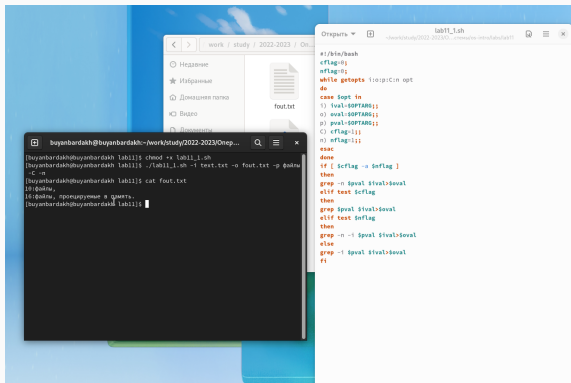 work / study / 2022-2023 / On...
Недавние
Избранные
Домашняя папка
Видео
Документы
fout.txt
buyanbardakh@buyanbardakh:~/work/study/2022-2023/Опер...
[buyanbardakh@buyanbardakh lab11]$ chmod +x lab11_1.sh
[buyanbardakh@buyanbardakh lab11]$ ./lab11_1.sh -i text.txt -o fout.txt -p файлы
-C -n
[buyanbardakh@buyanbardakh lab11]$ cat fout.txt
10:файлы,
16:файлы, проецируемые в память.
[buyanbardakh@buyanbardakh lab11]$
Открыть
lab11_1.sh
#!/bin/bash
cflag=0;
nflag=0;
while getopts i:o:p:C:n opt
do
case $opt in
i) ival=$OPTARG;;
o) oval=$OPTARG;;
p) pval=$OPTARG;;
C) cflag=1;;
n) nflag=1;;
esac
done
if [ $cflag -a $nflag ]
then
grep -n $pval $ival>$oval
elif test $cflag
then
grep $pval $ival>$oval
elif test $nflag
then
grep -n -i $pval $ival>$oval
else
grep -i $pval $ival>$oval
fi